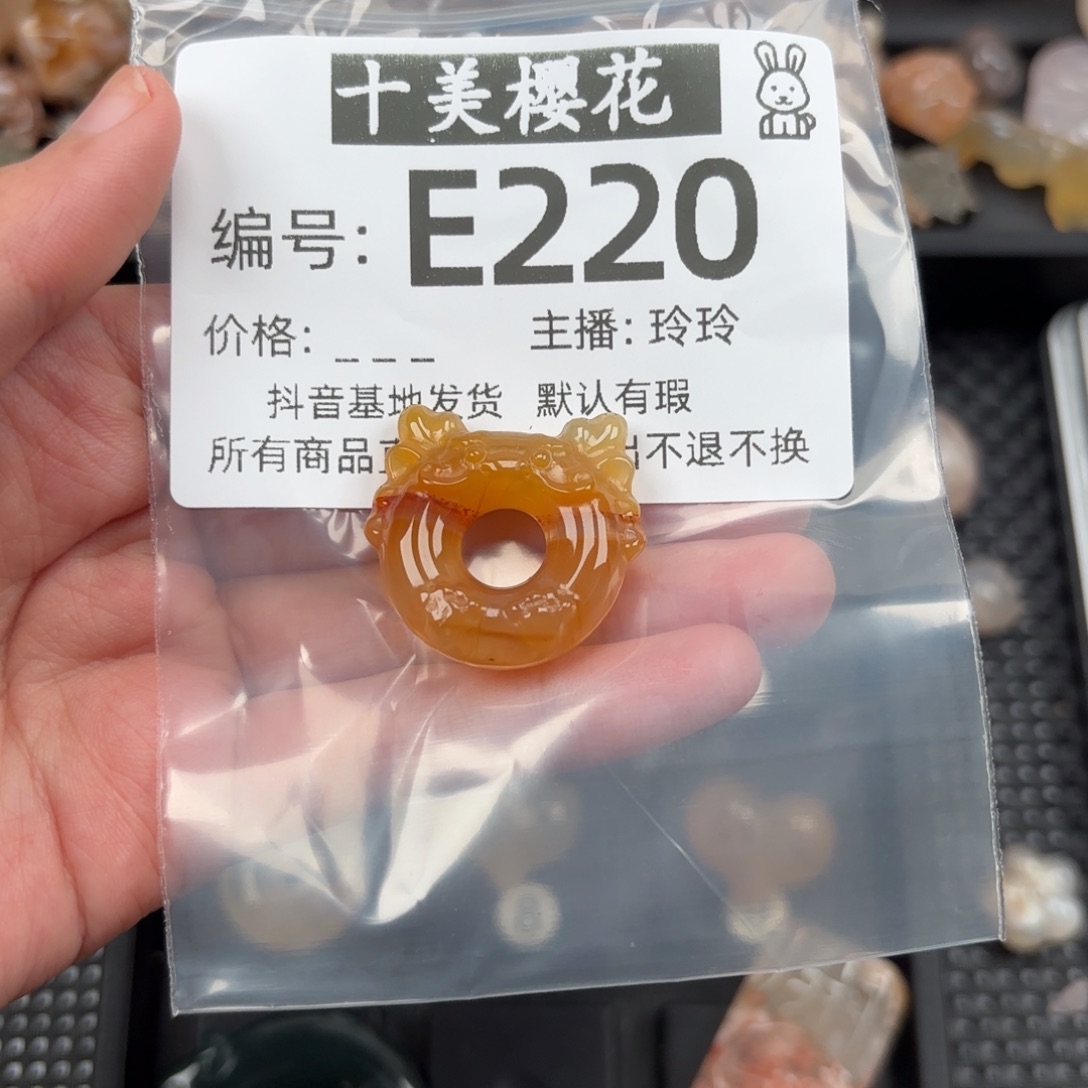 十美樱花
编号: E220
价格: _ _ _ 主播: 玲玲
抖音基地发货 默认有瑕
所有商品 出不退不换